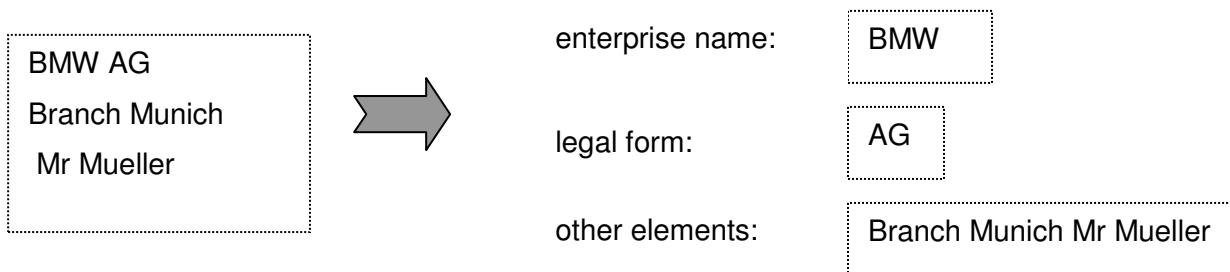 BMW AG
Branch Munich
Mr Mueller
enterprise name: BMW
legal form: AG
other elements: Branch Munich Mr Mueller